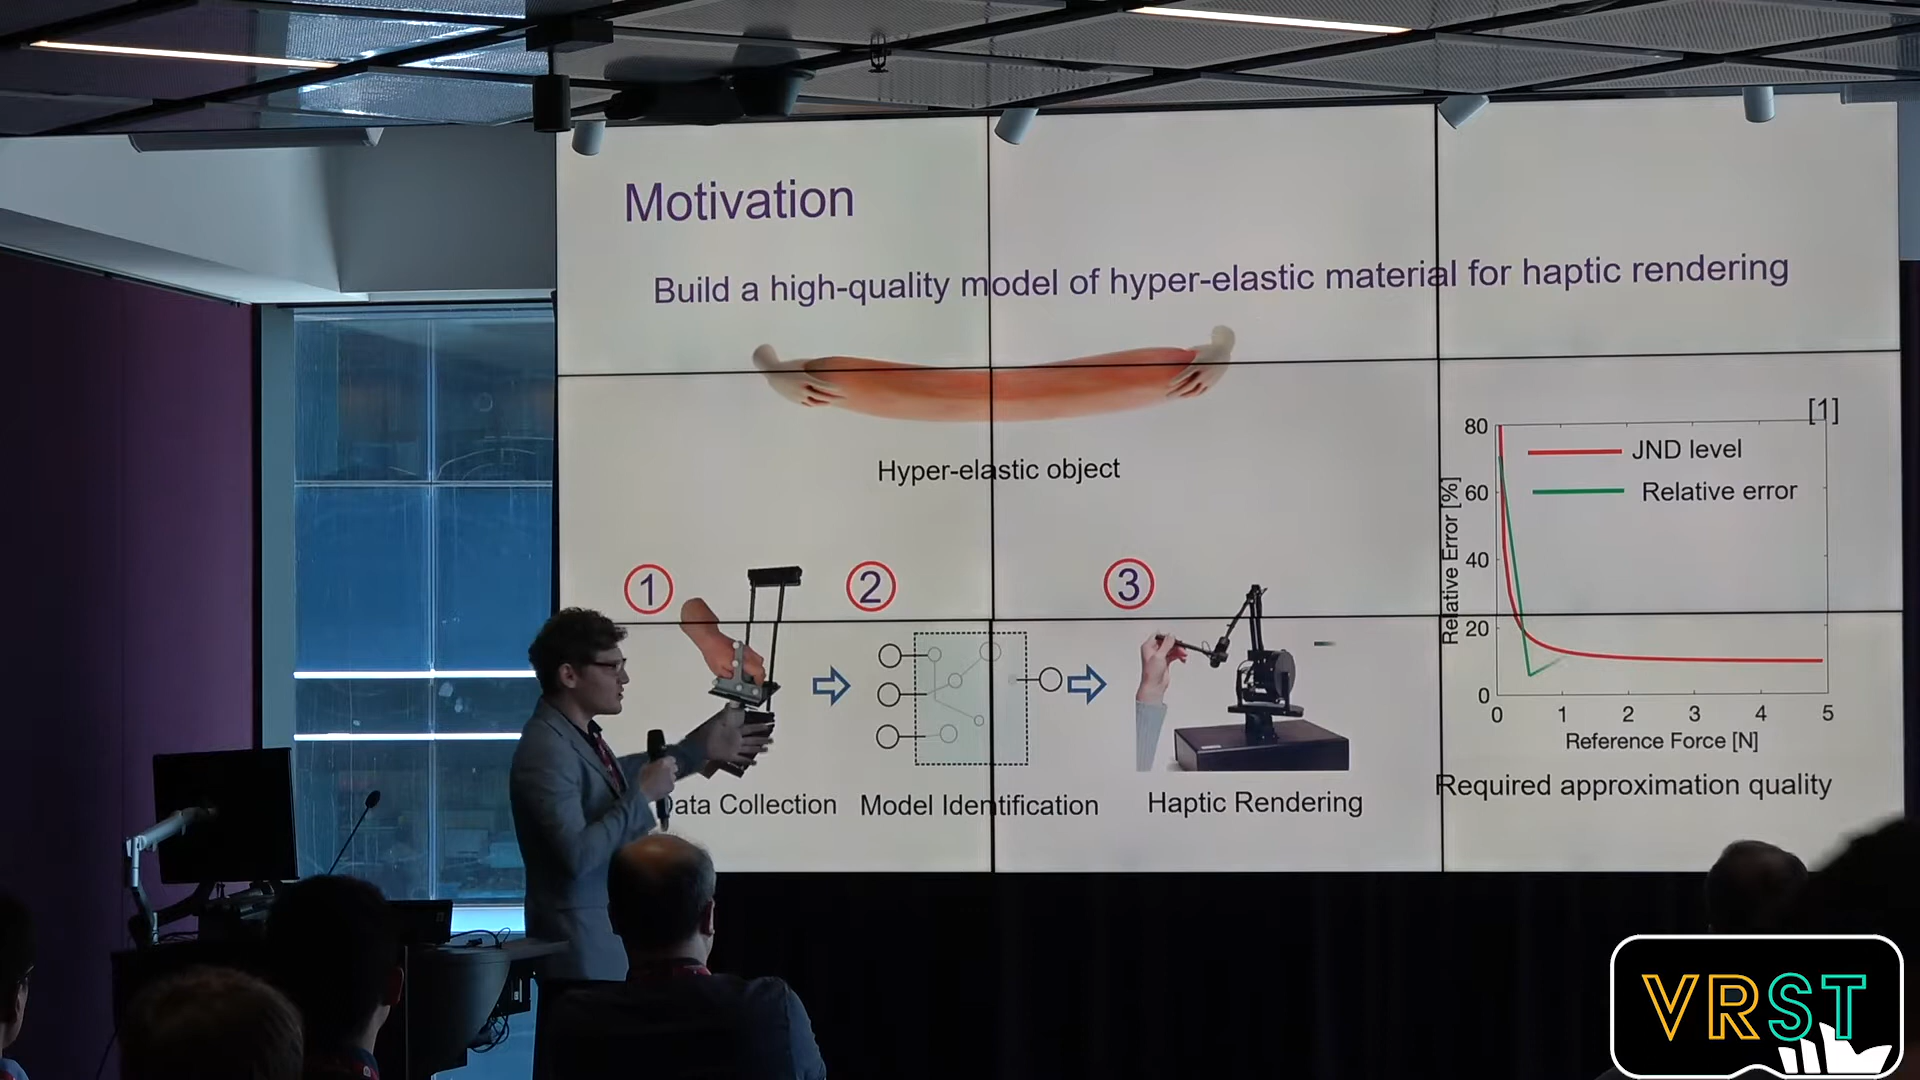 Motivation
Build a high-quality model of hyper-elastic material for haptic rendering
Hyper-elastic object
1
2
3
ata Collection
Model Identification
Haptic Rendering
[1]
80
60
40
20
0
JND level
Relative error
Relative Error [%]
0 1 2 3 4 5
Reference Force [N]
Required approximation quality
VRST